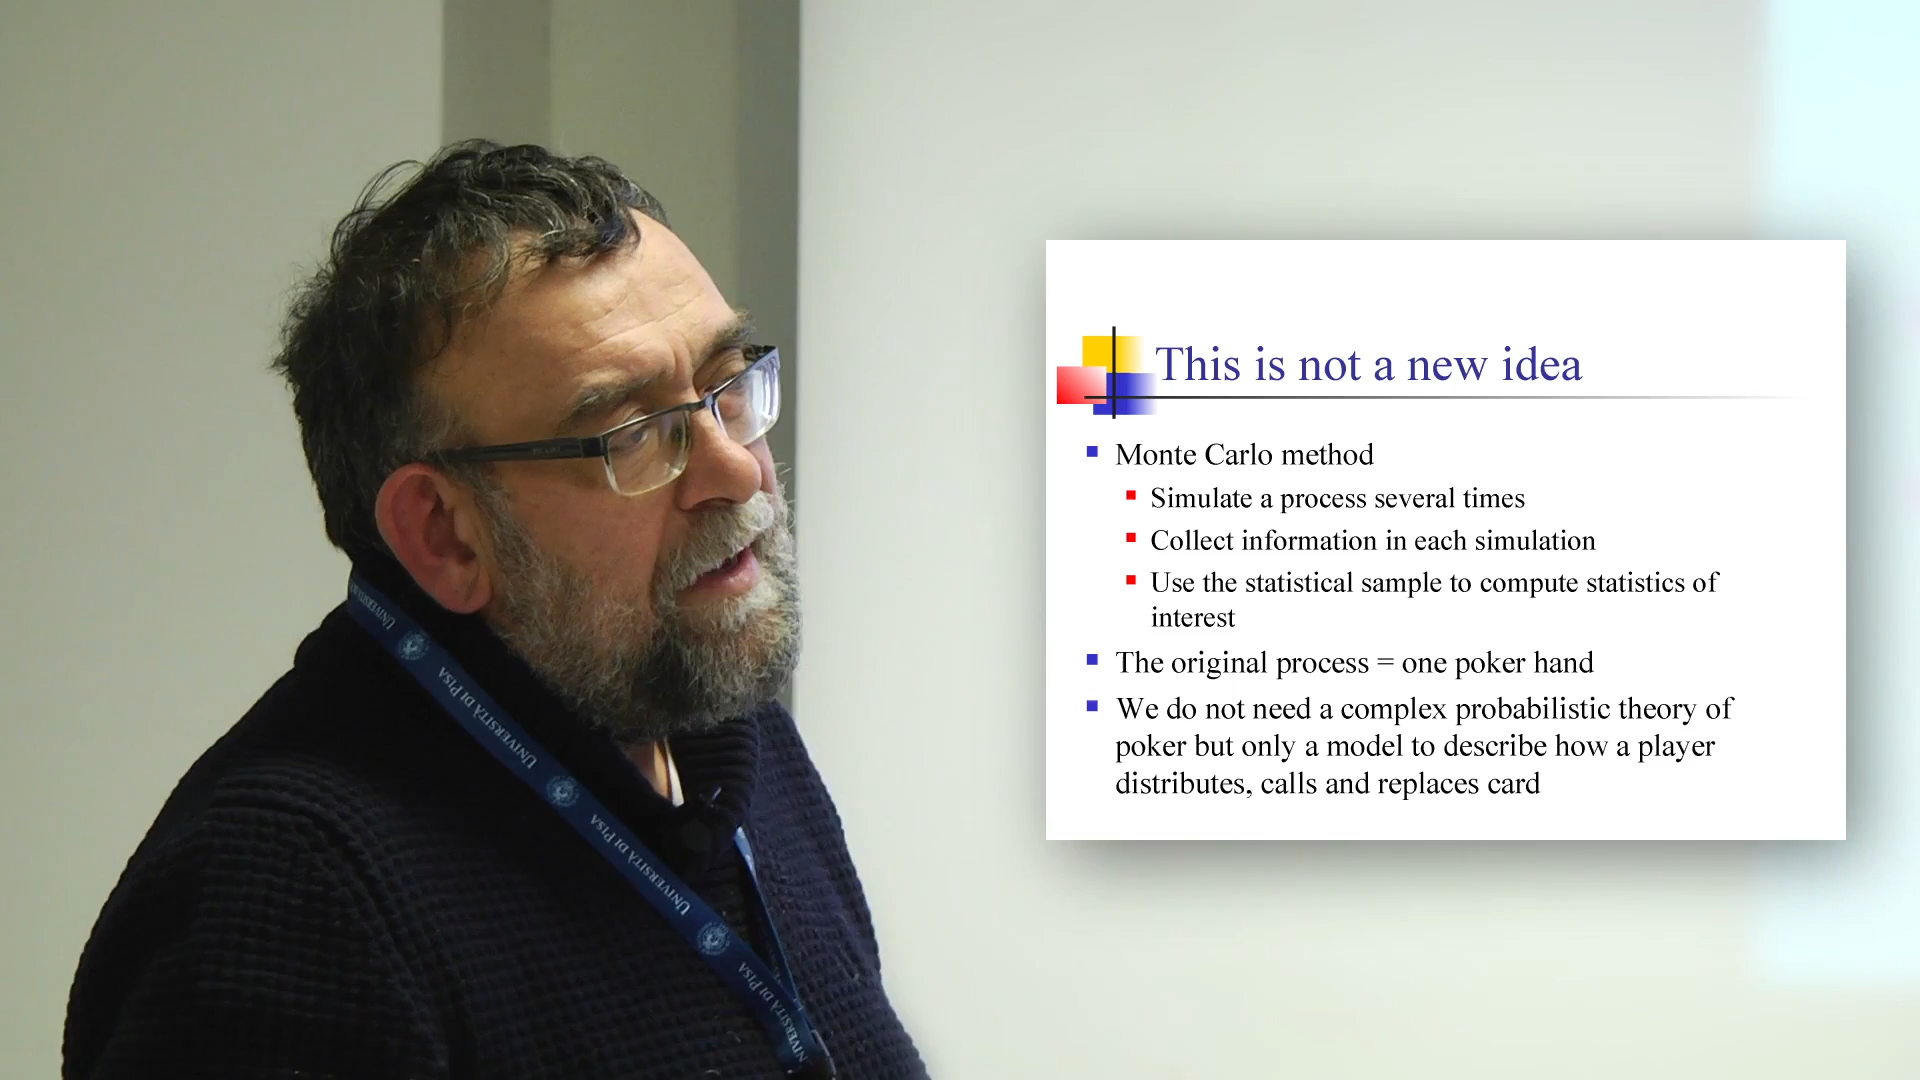 This is not a new idea
Monte Carlo method
Simulate a process several times
Collect information in each simulation
Use the statistical sample to compute statistics of
interest
The original process = one poker hand
We do not need a complex probabilistic theory of
poker but only a model to describe how a player
distributes, calls and replaces card
UNIVERSITÀ DI PISA
UNIVERSITÀ DI PISA
UNIVERSITÀ DI PISA